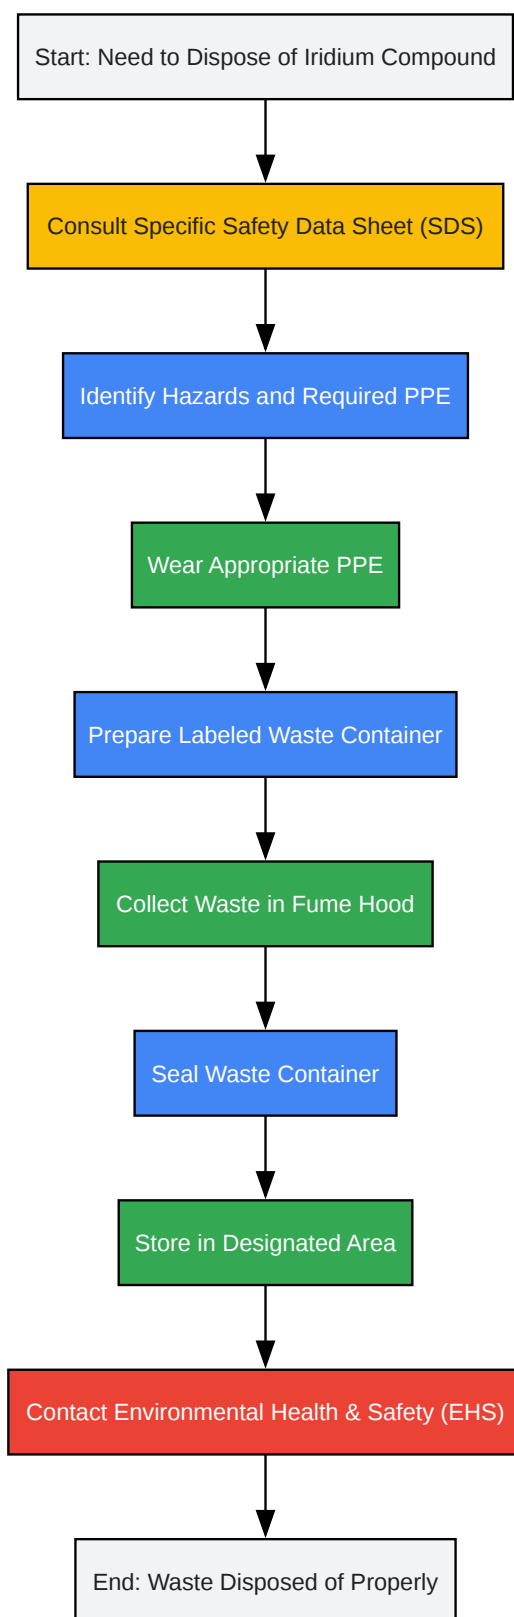 Start: Need to Dispose of Iridium Compound
Consult Specific Safety Data Sheet (SDS)
Identify Hazards and Required PPE
Wear Appropriate PPE
Prepare Labeled Waste Container
Collect Waste in Fume Hood
Seal Waste Container
Store in Designated Area
Contact Environmental Health & Safety (EHS)
End: Waste Disposed of Properly